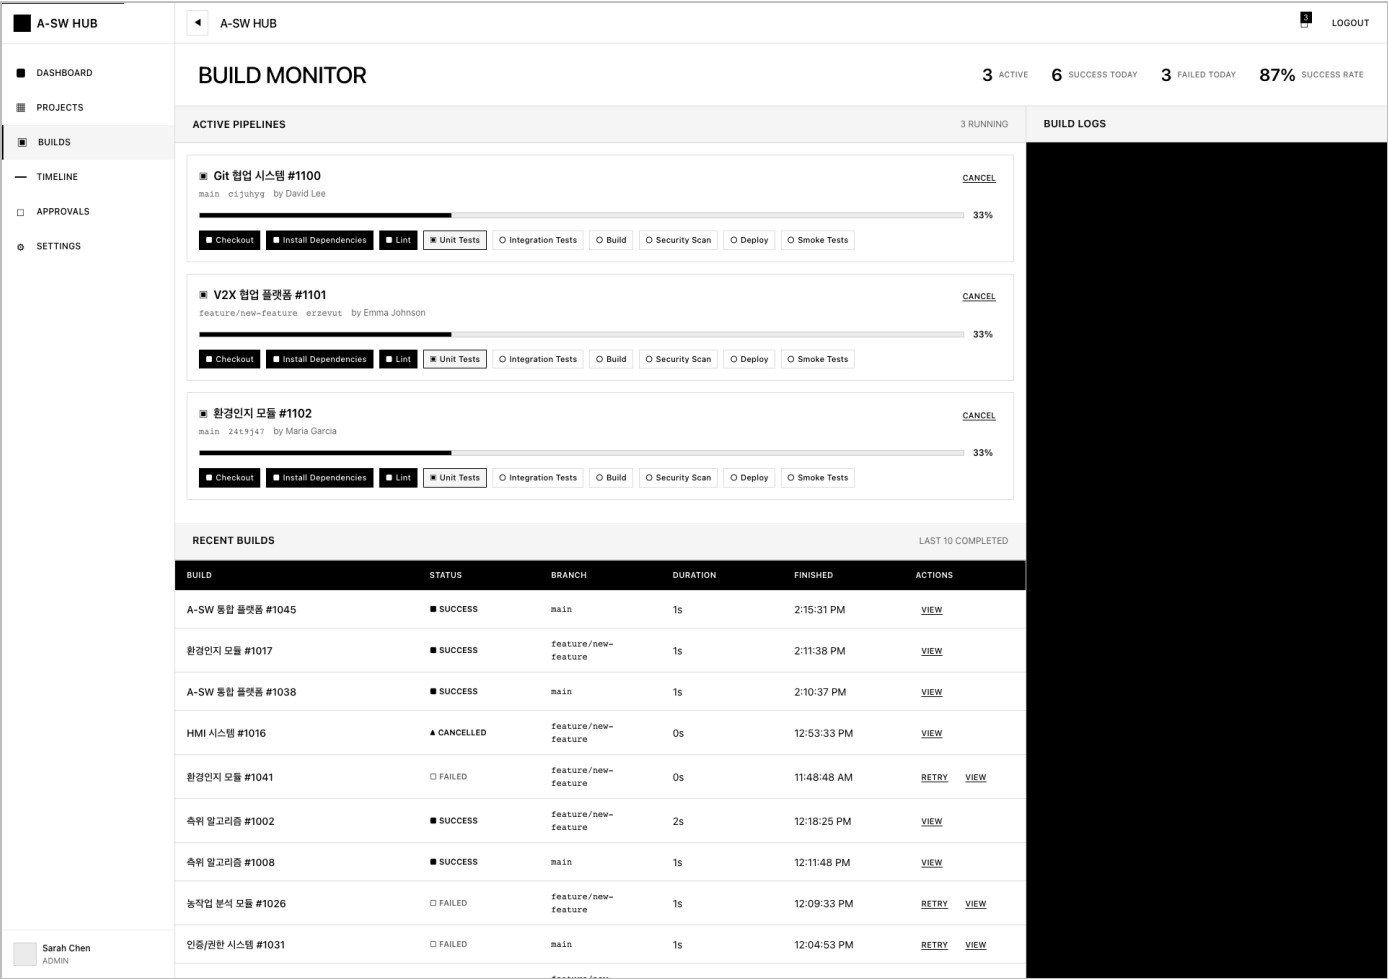 A-SW HUB
A-SW HUB
3
LOGOUT
DASHBOARD
PROJECTS
BUILDS
TIMELINE
APPROVALS
SETTINGS
Sarah Chen
ADMIN
BUILD MONITOR
3 ACTIVE 6 SUCCESS TODAY 3 FAILED TODAY 87% SUCCESS RATE
ACTIVE PIPELINES 3 RUNNING
Git 협업 시스템 #1100 CANCEL
main cijuhyg by David Lee
33%
Checkout Install Dependencies Lint Unit Tests Integration Tests Build Security Scan Deploy Smoke Tests
V2X 협업 플랫폼 #1101 CANCEL
feature/new-feature erzevut by Emma Johnson
33%
Checkout Install Dependencies Lint Unit Tests Integration Tests Build Security Scan Deploy Smoke Tests
환경인지 모듈 #1102 CANCEL
main 24t9j47 by Maria Garcia
33%
Checkout Install Dependencies Lint Unit Tests Integration Tests Build Security Scan Deploy Smoke Tests
BUILD LOGS
RECENT BUILDS LAST 10 COMPLETED
BUILD STATUS BRANCH DURATION FINISHED ACTIONS
A-SW 통합 플랫폼 #1045 SUCCESS main 1s 2:15:31 PM VIEW
환경인지 모듈 #1017 SUCCESS feature/new-feature 1s 2:11:38 PM VIEW
A-SW 통합 플랫폼 #1038 SUCCESS main 1s 2:10:37 PM VIEW
HMI 시스템 #1016 CANCELLED feature/new-feature 0s 12:53:33 PM VIEW
환경인지 모듈 #1041 FAILED feature/new-feature 0s 11:48:48 AM RETRY VIEW
측위 알고리즘 #1002 SUCCESS feature/new-feature 2s 12:18:25 PM VIEW
측위 알고리즘 #1008 SUCCESS main 1s 12:11:48 PM VIEW
농작업 분석 모듈 #1026 FAILED feature/new-feature 1s 12:09:33 PM RETRY VIEW
인증/권한 시스템 #1031 FAILED main 1s 12:04:53 PM RETRY VIEW